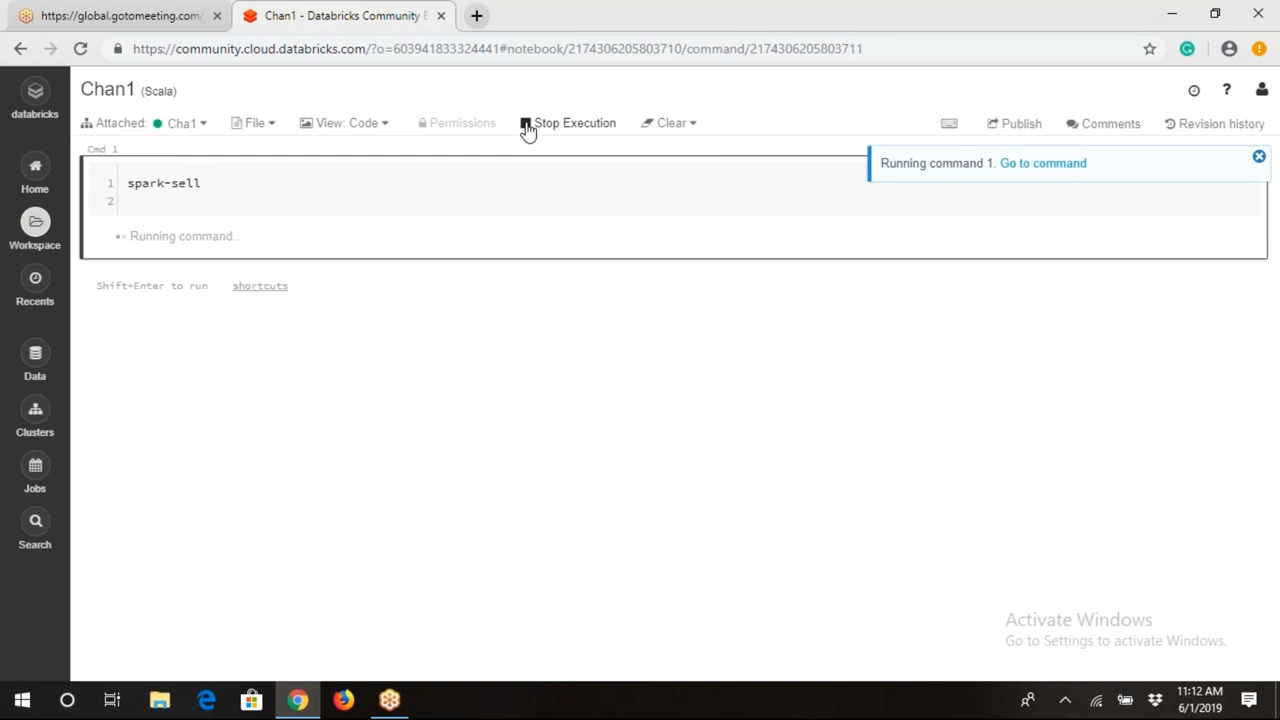 https://global.gotomeeting.com/
Chan1 - Databricks Community E
https://community.cloud.databricks.com/?o=603941833324441#notebook/2174306205803710/command/2174306205803711
databricks
Home
Workspace
Recents
Data
Clusters
Jobs
Search
Chan1 (Scala)
Attached: Cha1 File View: Code Permissions Stop Execution Clear Publish Comments Revision history
Cmd 1
Running command 1. Go to command
1 spark-sell
2
Running command...
Shift+Enter to run shortcuts
Activate Windows
Go to Settings to activate Windows.
11:12 AM
6/1/2019